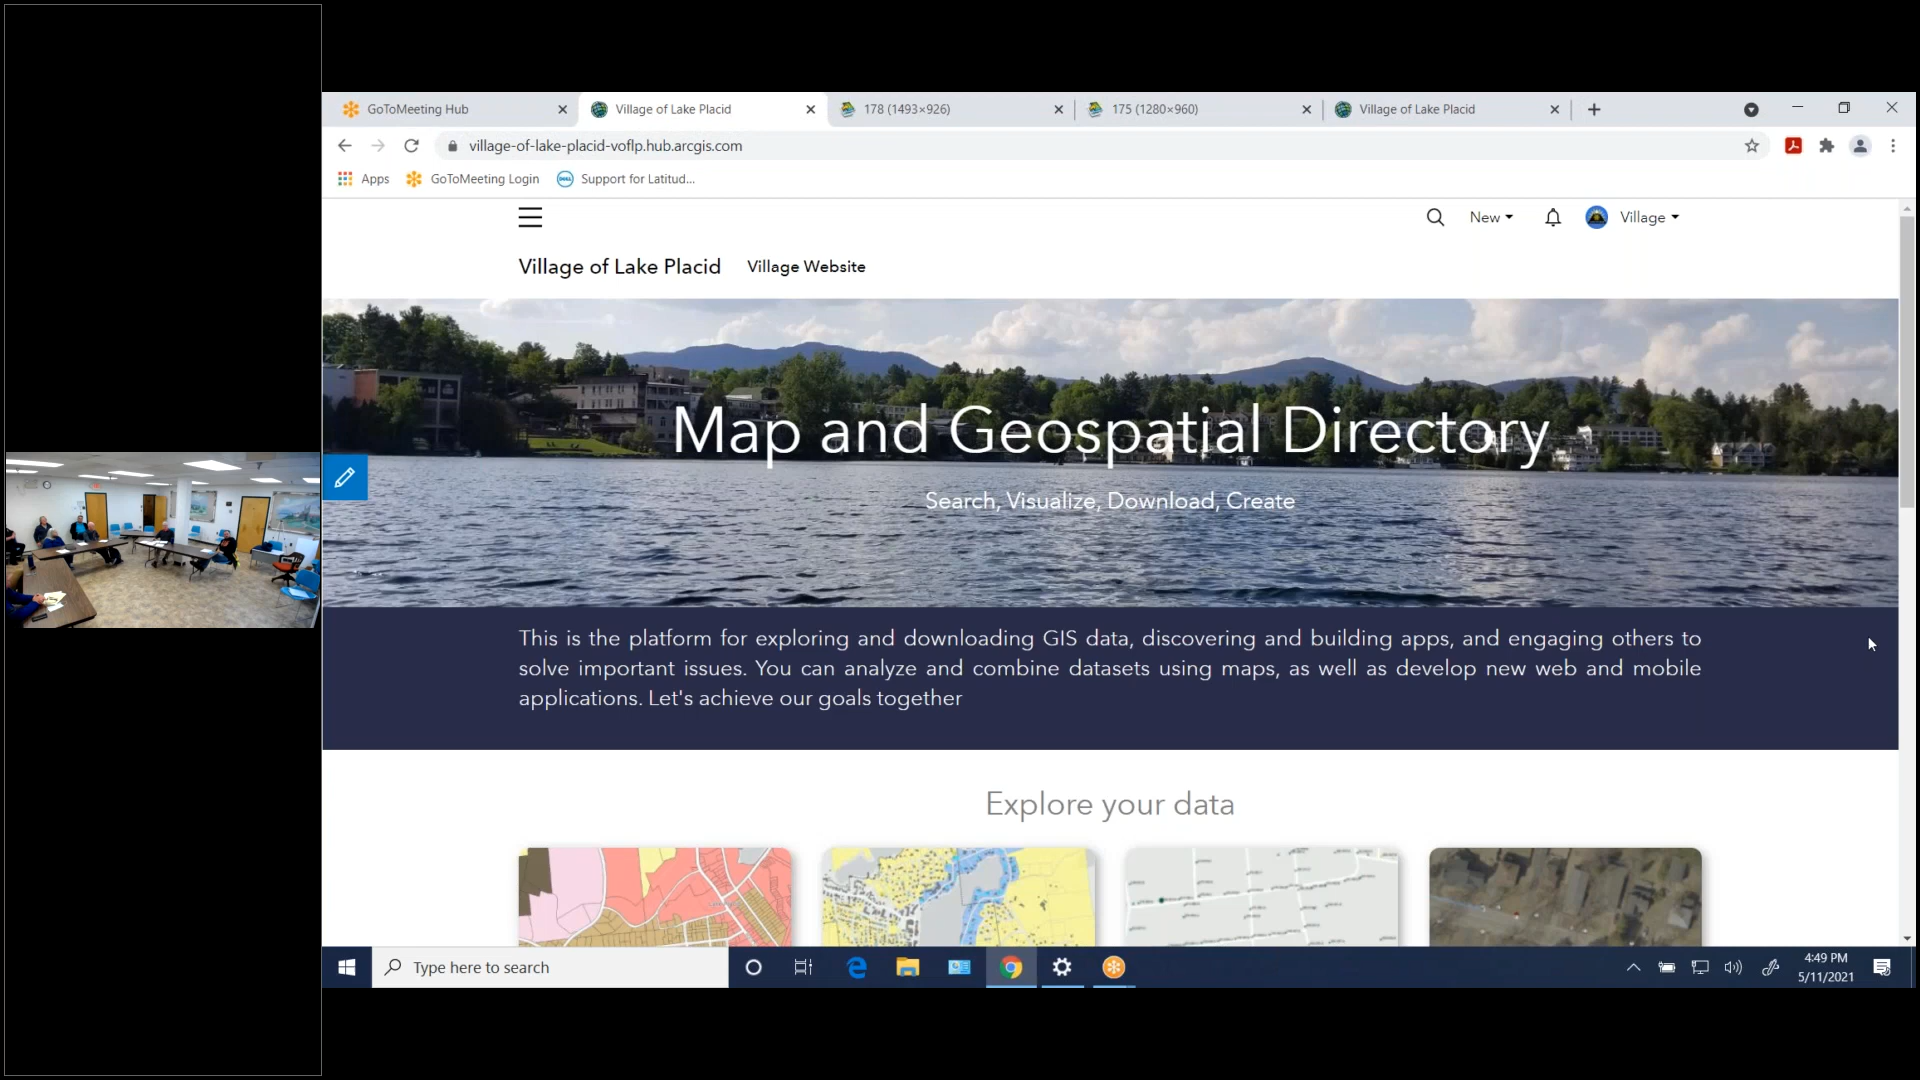 GoToMeeting Hub
Village of Lake Placid
178 (1493×926)
175 (1280×960)
Village of Lake Placid
village-of-lake-placid-voflp.hub.arcgis.com
Apps
GoToMeeting Login
DELL
Support for Latitud...
New
Village
Village of Lake Placid
Village Website
Map and Geospatial Directory
Search, Visualize, Download, Create
This is the platform for exploring and downloading GIS data, discovering and building apps, and engaging others to
solve important issues. You can analyze and combine datasets using maps, as well as develop new web and mobile
applications. Let's achieve our goals together
Explore your data
Type here to search
4:49 PM
5/11/2021